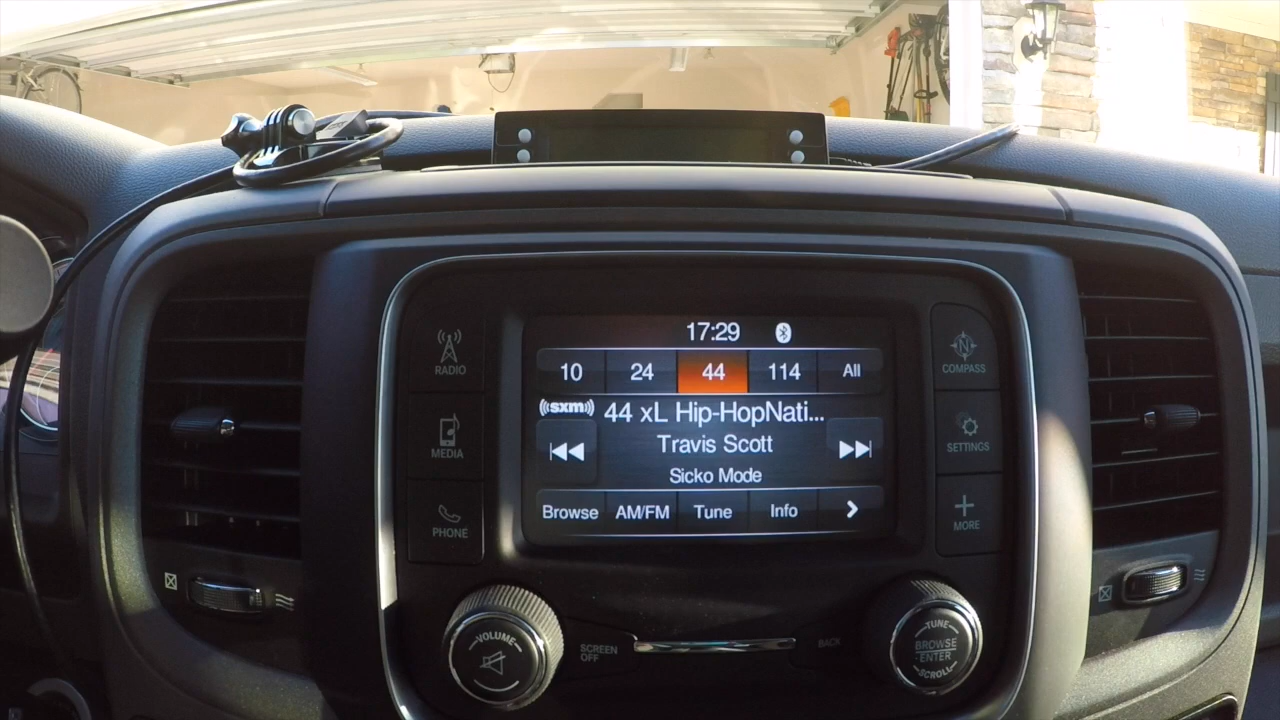 17:29
10 24 44 114 All
((sxm)) 44 xL Hip-HopNati...
Travis Scott
Sicko Mode
Browse AM/FM Tune Info
RADIO
MEDIA
PHONE
N
COMPASS
SETTINGS
MORE
VOLUME
SCREEN
OFF
BACK
TUNE
BROWSE
ENTER
SCROLL